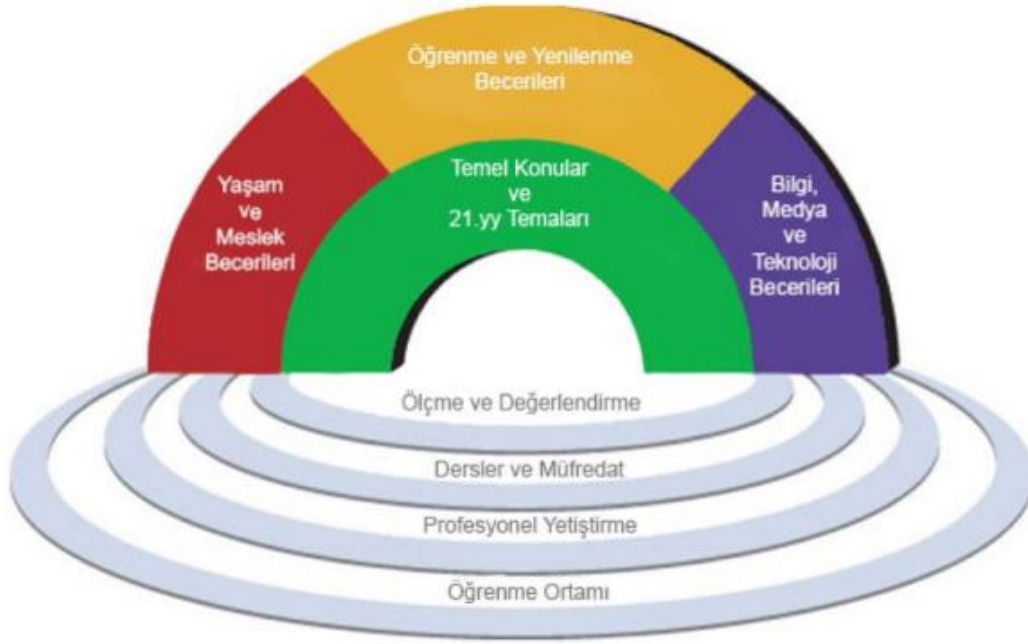 Öğrenme ve Yenilenme
Becerileri
Yaşam
ve
Meslek
Becerileri
Temel Konular
ve
21.yy Temaları
Bilgi,
Medya
ve
Teknoloji
Becerileri
Ölçme ve Değerlendirme
Dersler ve Müfredat
Profesyonel Yetiştirme
Öğrenme Ortamı